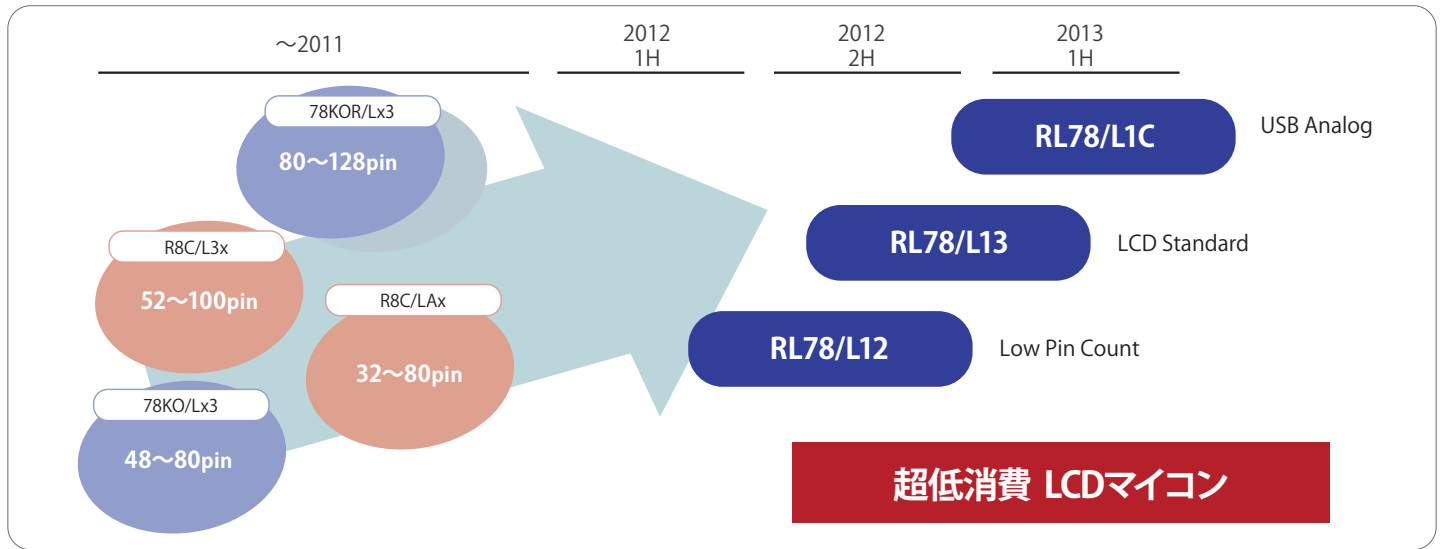 ～2011
2012
1H
2012
2H
2013
1H
78KOR/Lx3
80～128pin
RL78/L1C
USB Analog
R8C/L3x
52～100pin
RL78/L13
LCD Standard
R8C/LAx
32～80pin
RL78/L12
Low Pin Count
78KO/Lx3
48～80pin
超低消費 LCDマイコン